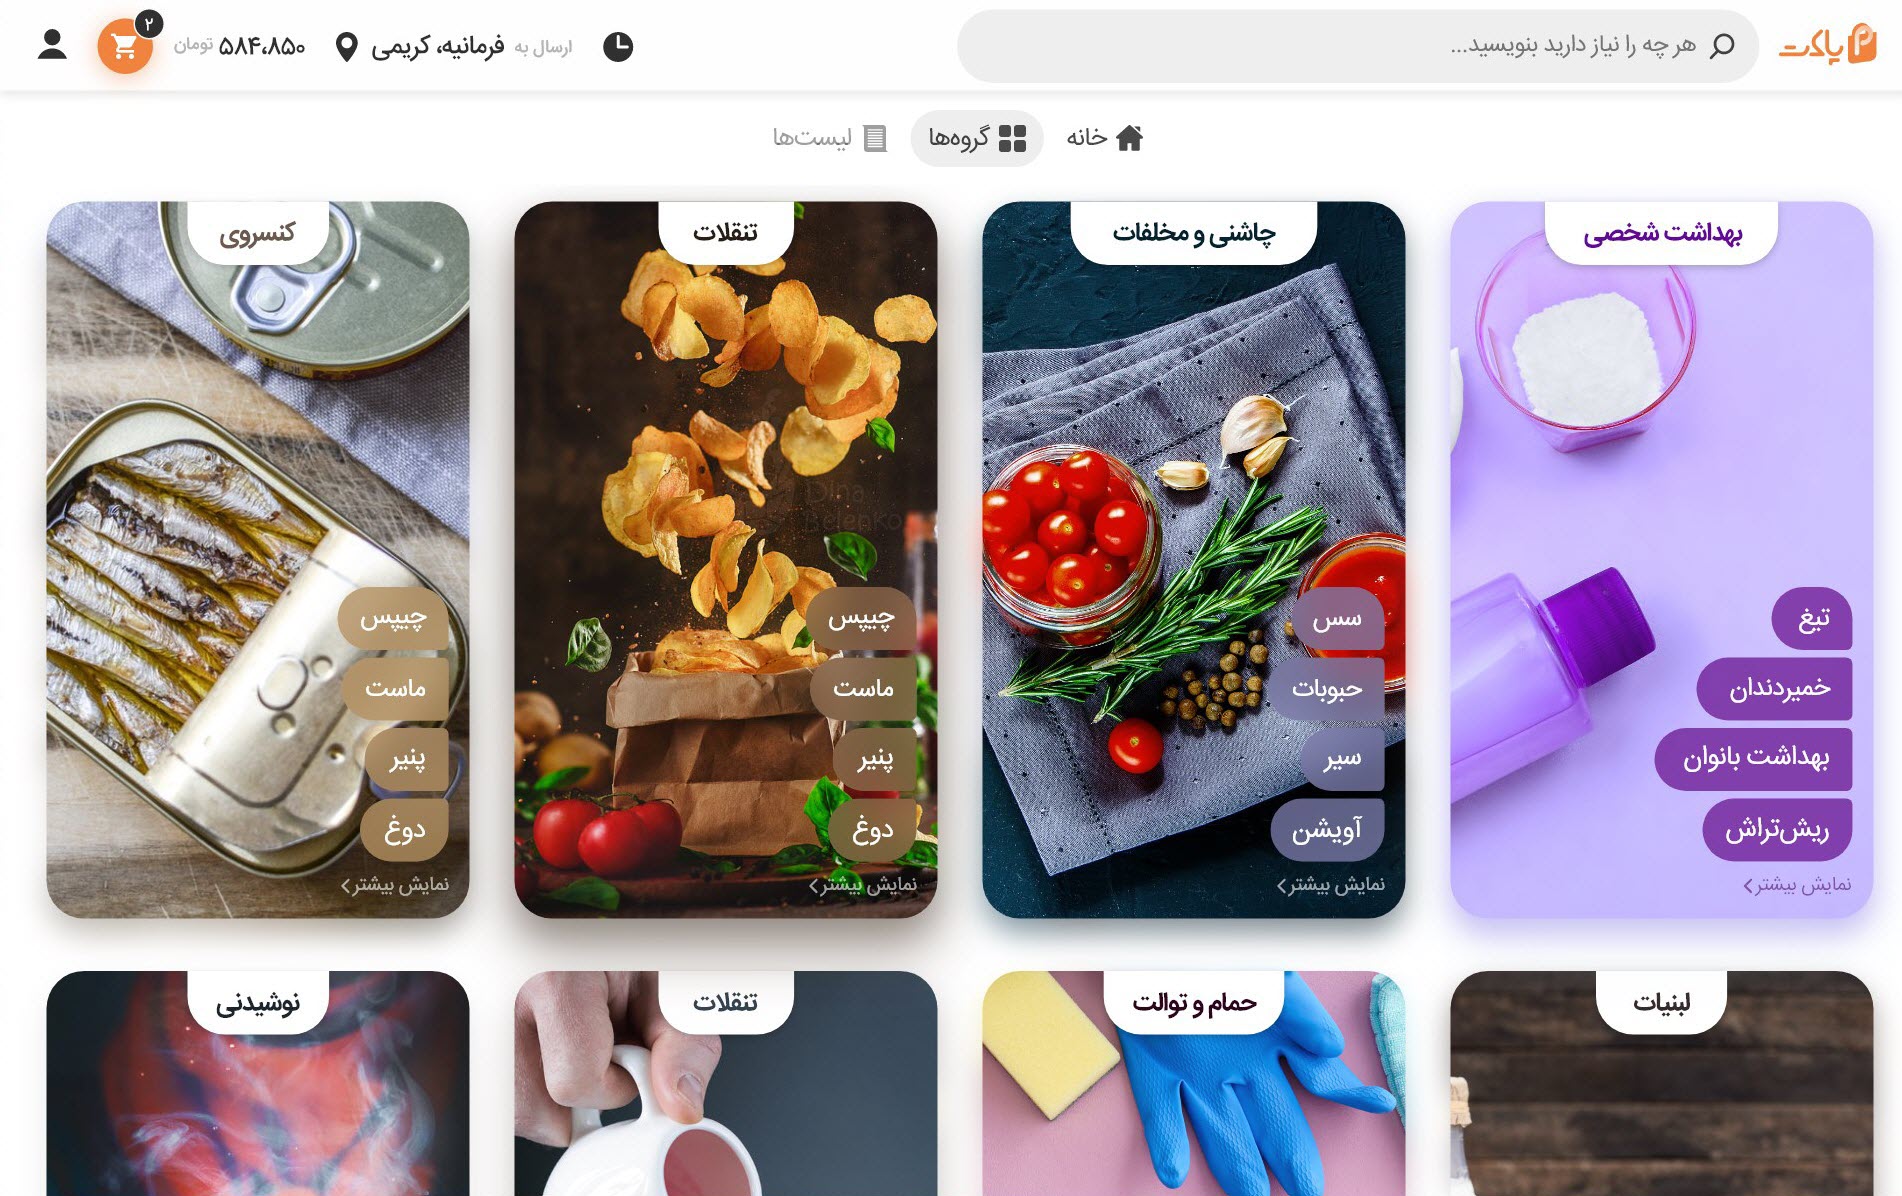 پاکت
هر چه را نیاز دارید بنویسید...
ارسال به فرمانیه، کریمی
۵۸۴،۸۵۰ تومان
۲
خانه
گروه‌ها
لیست‌ها
بهداشت شخصی
تیغ
خمیردندان
بهداشت بانوان
ریش‌تراش
نمایش بیشتر
چاشنی و مخلفات
سس
حبوبات
سیر
آویشن
نمایش بیشتر
تنقلات
Dina
Belenko
چیپس
ماست
پنیر
دوغ
نمایش بیشتر
کنسروی
چیپس
ماست
پنیر
دوغ
نمایش بیشتر
لبنیات
حمام و توالت
تنقلات
نوشیدنی